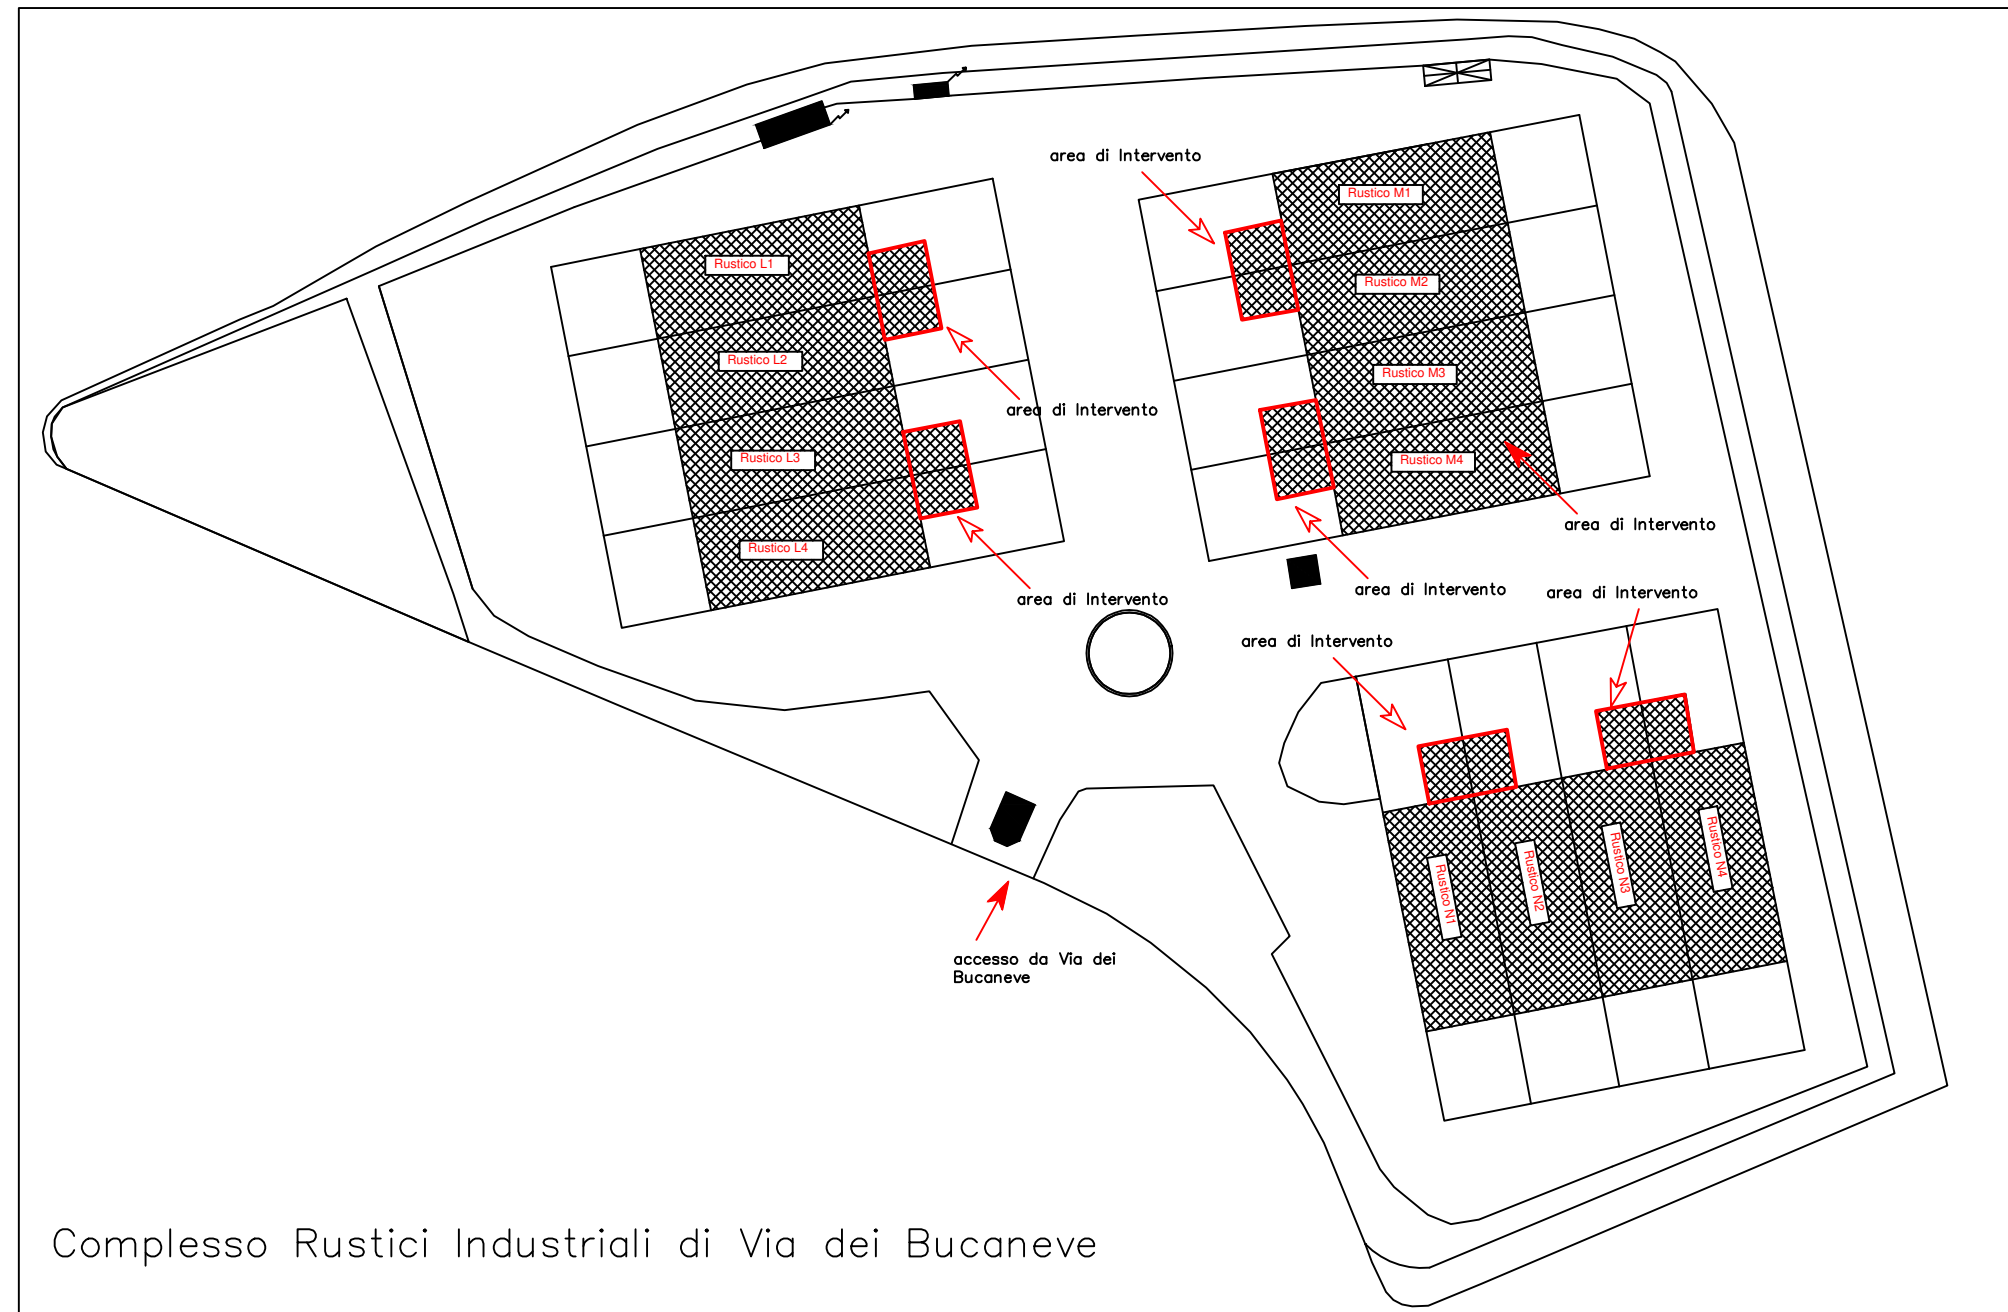 area di Intervento
Rustico M1
Rustico L1
Rustico M2
Rustico L2
Rustico M3
area di Intervento
Rustico L3
Rustico M4
area di Intervento
Rustico L4
area di Intervento
area di Intervento
area di Intervento
area di Intervento
Rustico N1
Rustico N2
Rustico N3
Rustico N4
accesso da Via dei
Bucaneve
Complesso Rustici Industriali di Via dei Bucaneve